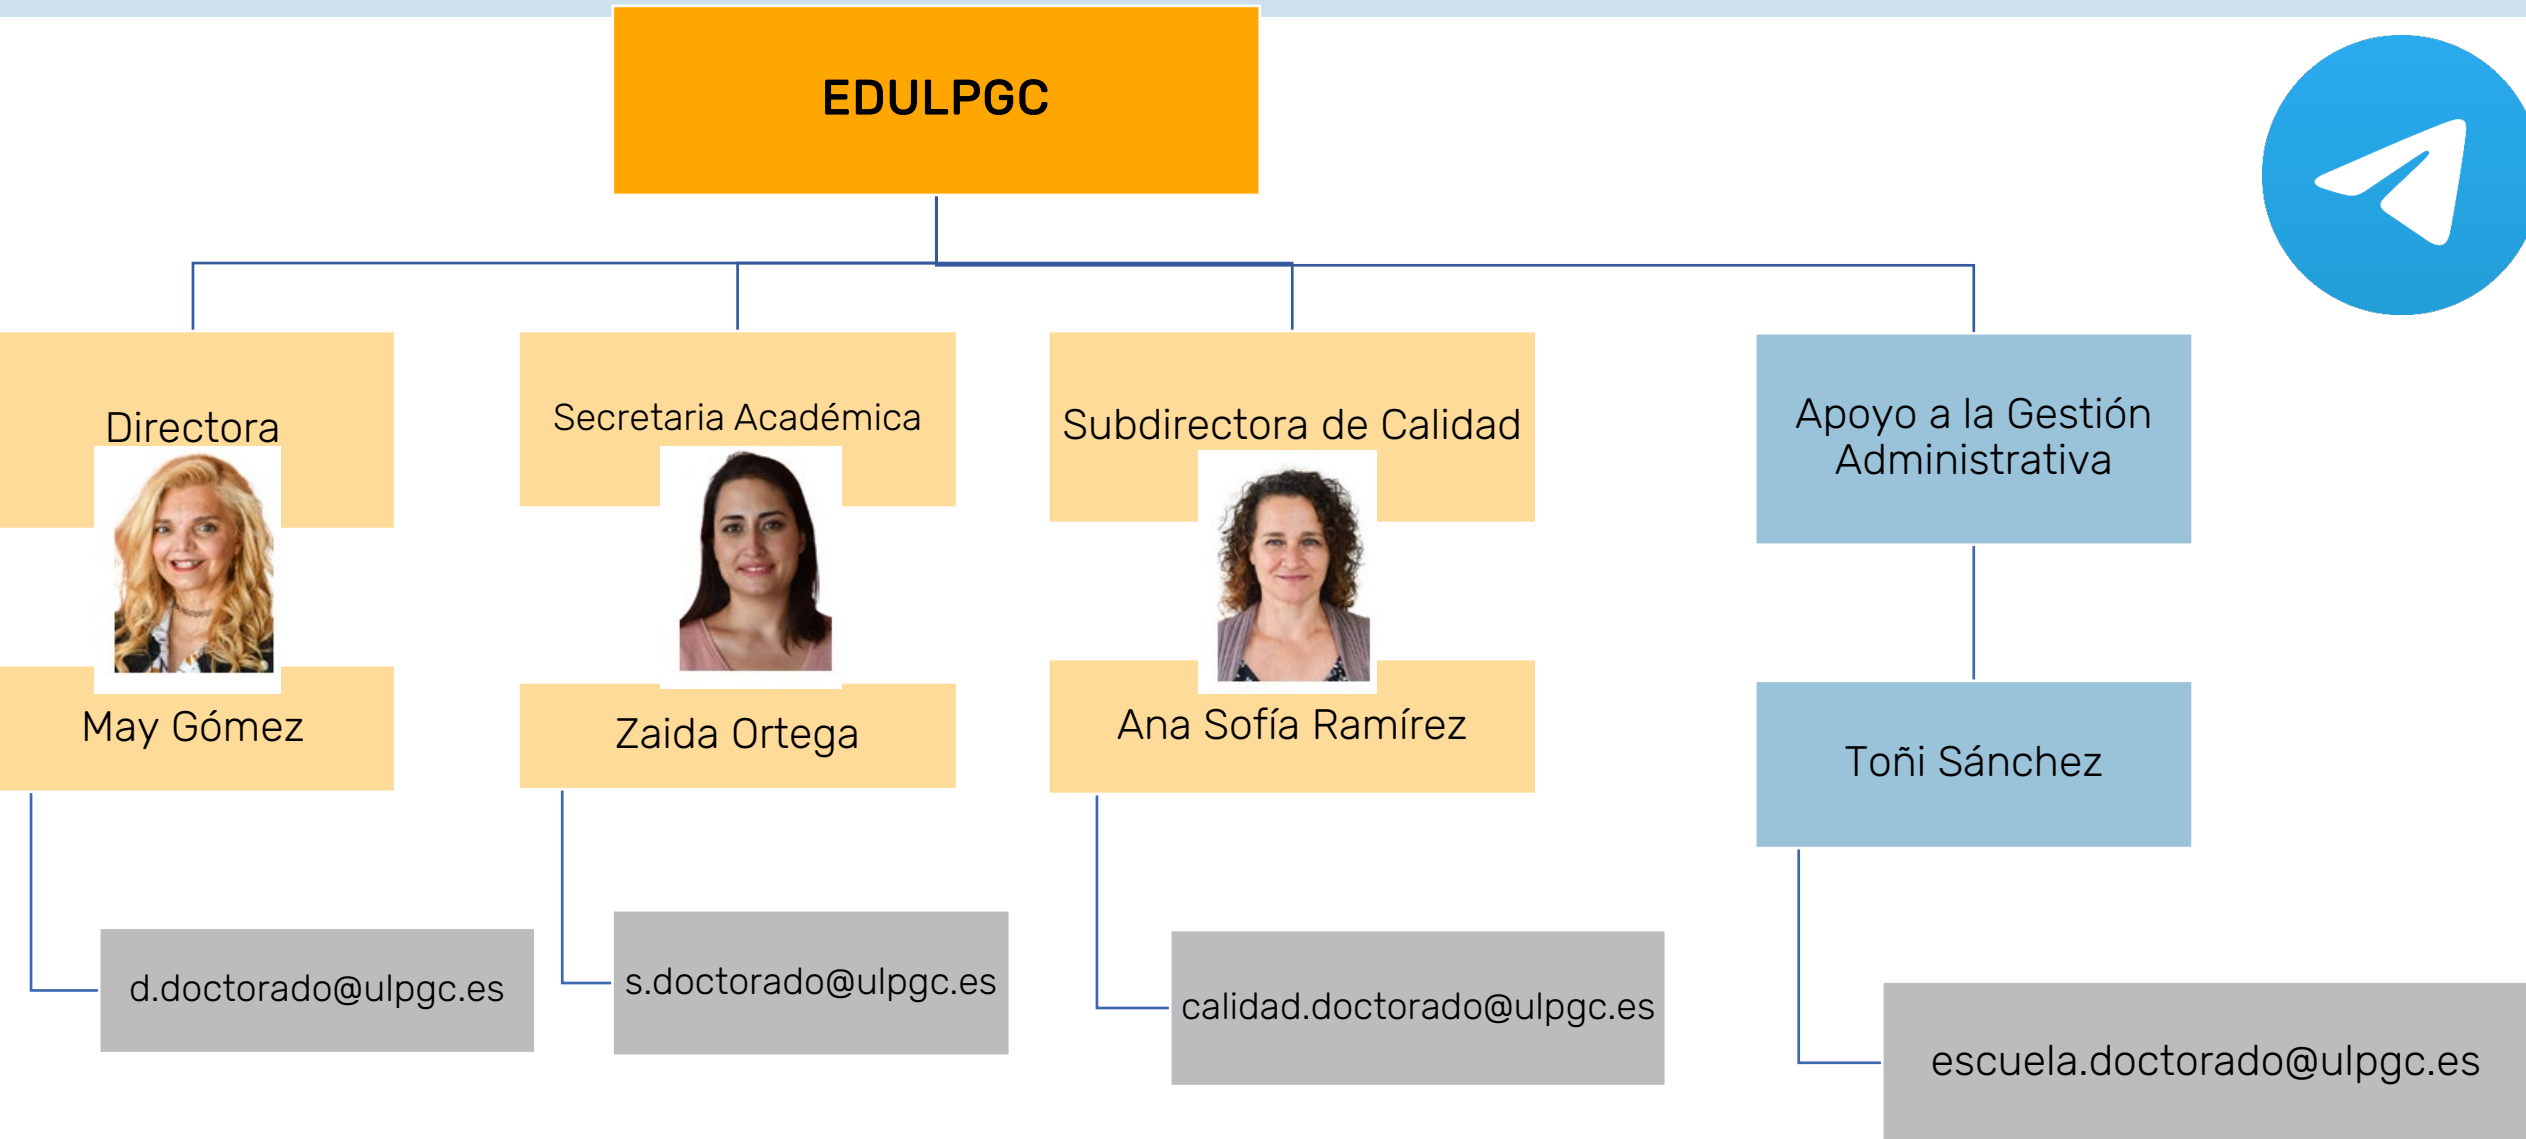 EDULPGC
Directora
Secretaria Académica
Subdirectora de Calidad
Apoyo a la Gestión
Administrativa
May Gómez
Zaida Ortega
Ana Sofía Ramírez
Toñi Sánchez
d.doctorado@ulpgc.es
s.doctorado@ulpgc.es
calidad.doctorado@ulpgc.es
escuela.doctorado@ulpgc.es